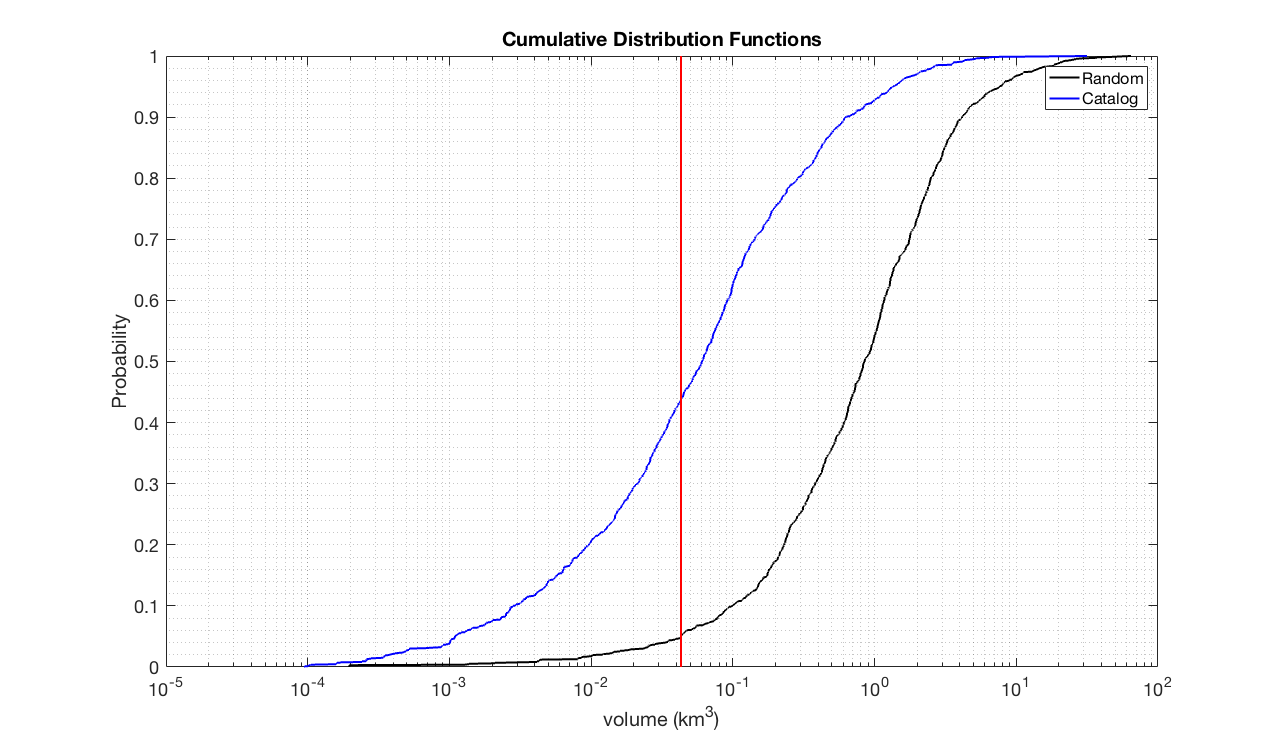 Cumulative Distribution Functions
Random
Catalog
1
0.9
0.8
0.7
0.6
0.5
0.4
0.3
0.2
0.1
0
Probability
10⁻⁵ 10⁻⁴ 10⁻³ 10⁻² 10⁻¹ 10⁰ 10¹ 10²
volume (km³)